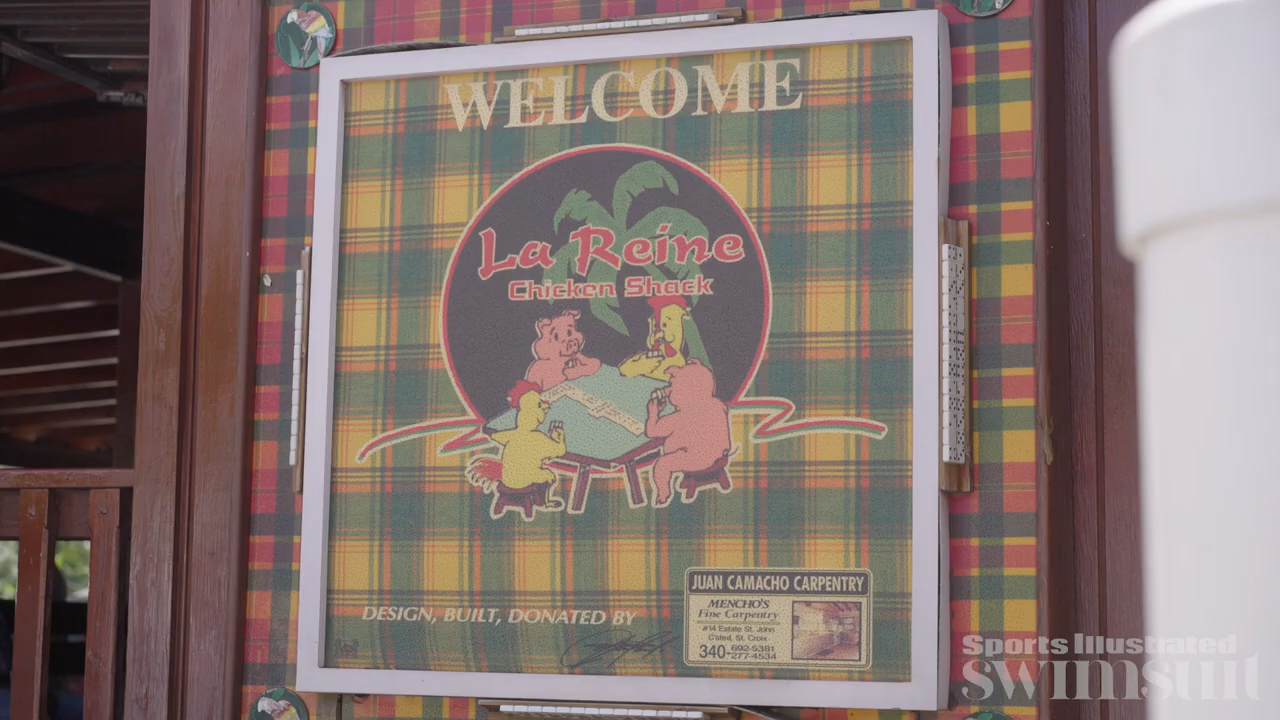 WELCOME
La Reine
Chicken Shack
DESIGN, BUILT, DONATED BY
JUAN CAMACHO CARPENTRY
MENCHO'S
Fine Carpentry
#14 Estate St. John
C'sted, St. Croix
340-692-5381
277-4534
Sports Illustrated
swimsuit